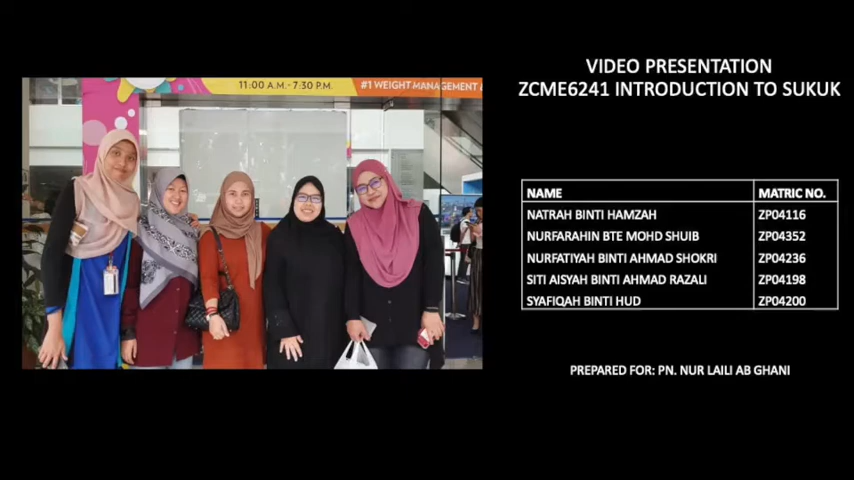 11:00 A.M.-7:30 P.M.
#1 WEIGHT MANAGEMENT &
VIDEO PRESENTATION
ZCME6241 INTRODUCTION TO SUKUK
NAME MATRIC NO.
NATRAH BINTI HAMZAH ZP04116
NURFARAHIN BTE MOHD SHUIB ZP04352
NURFATIYAH BINTI AHMAD SHOKRI ZP04236
SITI AISYAH BINTI AHMAD RAZALI ZP04198
SYAFIQAH BINTI HUD ZP04200
PREPARED FOR: PN. NUR LAILI AB GHANI